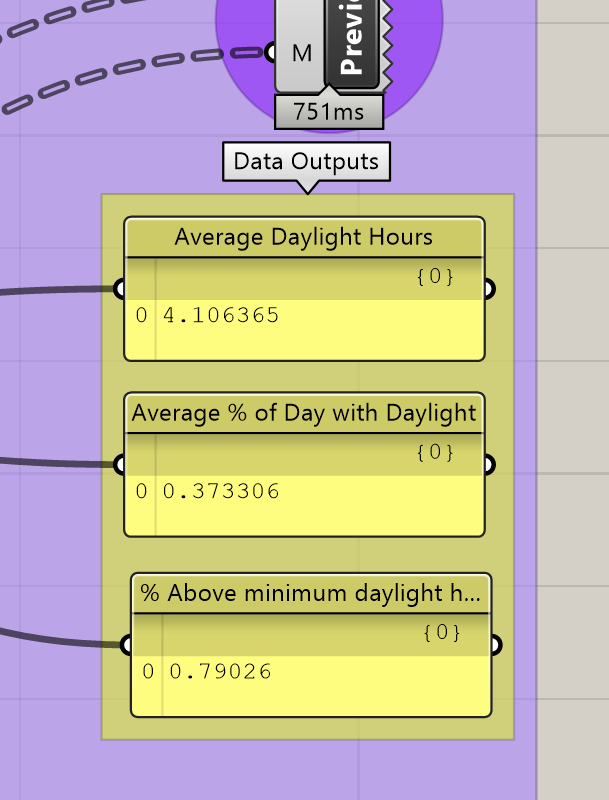 M
Previ
751ms
Data Outputs
Average Daylight Hours
{0}
0 4.106365
Average % of Day with Daylight
{0}
0 0.373306
% Above minimum daylight h...
{0}
0 0.79026